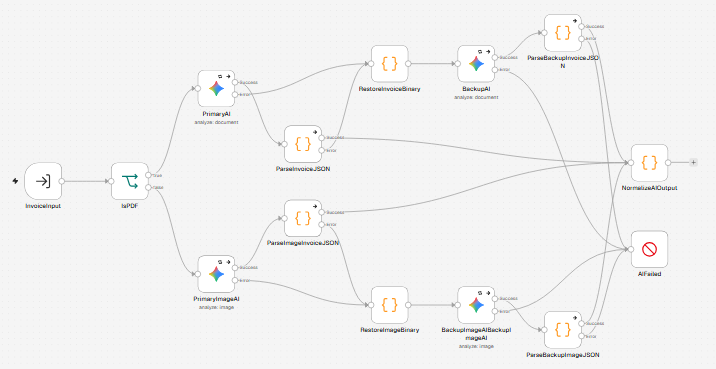 Success
Error
ParseBackupInvoiceJSO
N
Success
Error
RestoreInvoiceBinary
BackupAI
analyze: document
Success
Error
PrimaryAI
analyze: document
Success
Error
ParseInvoiceJSON
True
False
InvoiceInput
IsPDF
NormalizeAIOutput
Success
Error
ParseImageInvoiceJSON
Success
Error
PrimaryImageAI
analyze: image
AIFailed
RestoreImageBinary
Success
Error
BackupImageAIBackupI
mageAI
analyze: image
Success
Error
ParseBackupImageJSON